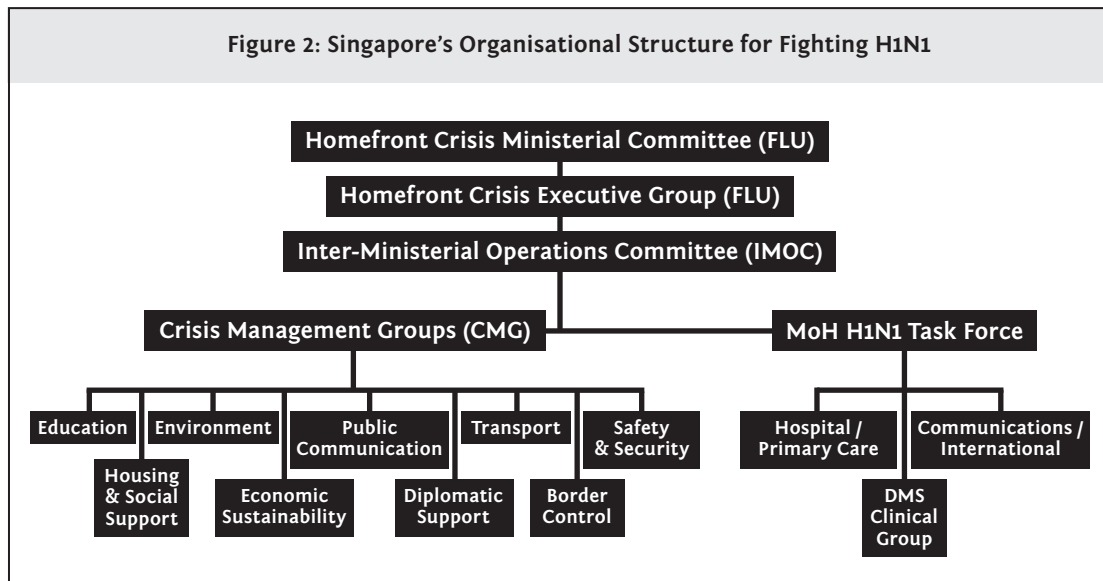 Figure 2: Singapore's Organisational Structure for Fighting H1N1
Homefront Crisis Ministerial Committee (FLU)
Homefront Crisis Executive Group (FLU)
Inter-Ministerial Operations Committee (IMOC)
Crisis Management Groups (CMG)
MoH H1N1 Task Force
Education
Environment
Public
Communication
Transport
Safety
& Security
Housing
& Social
Support
Economic
Sustainability
Diplomatic
Support
Border
Control
Hospital /
Primary Care
Communications /
International
DMS
Clinical
Group